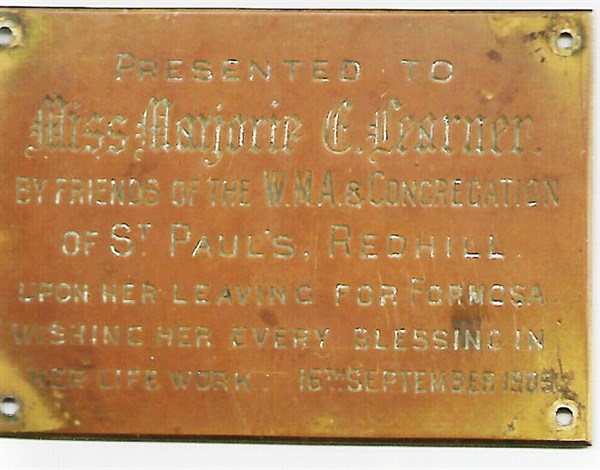 PRESENTED TO
Miss Marjorie E. Learner.
BY FRIENDS OF THE W.M.A. & CONGREGATION
OF ST PAUL'S, REDHILL
UPON HER LEAVING FOR FORMOSA
WISHING HER EVERY BLESSING IN
HER LIFE WORK 16TH SEPTEMBER 1909